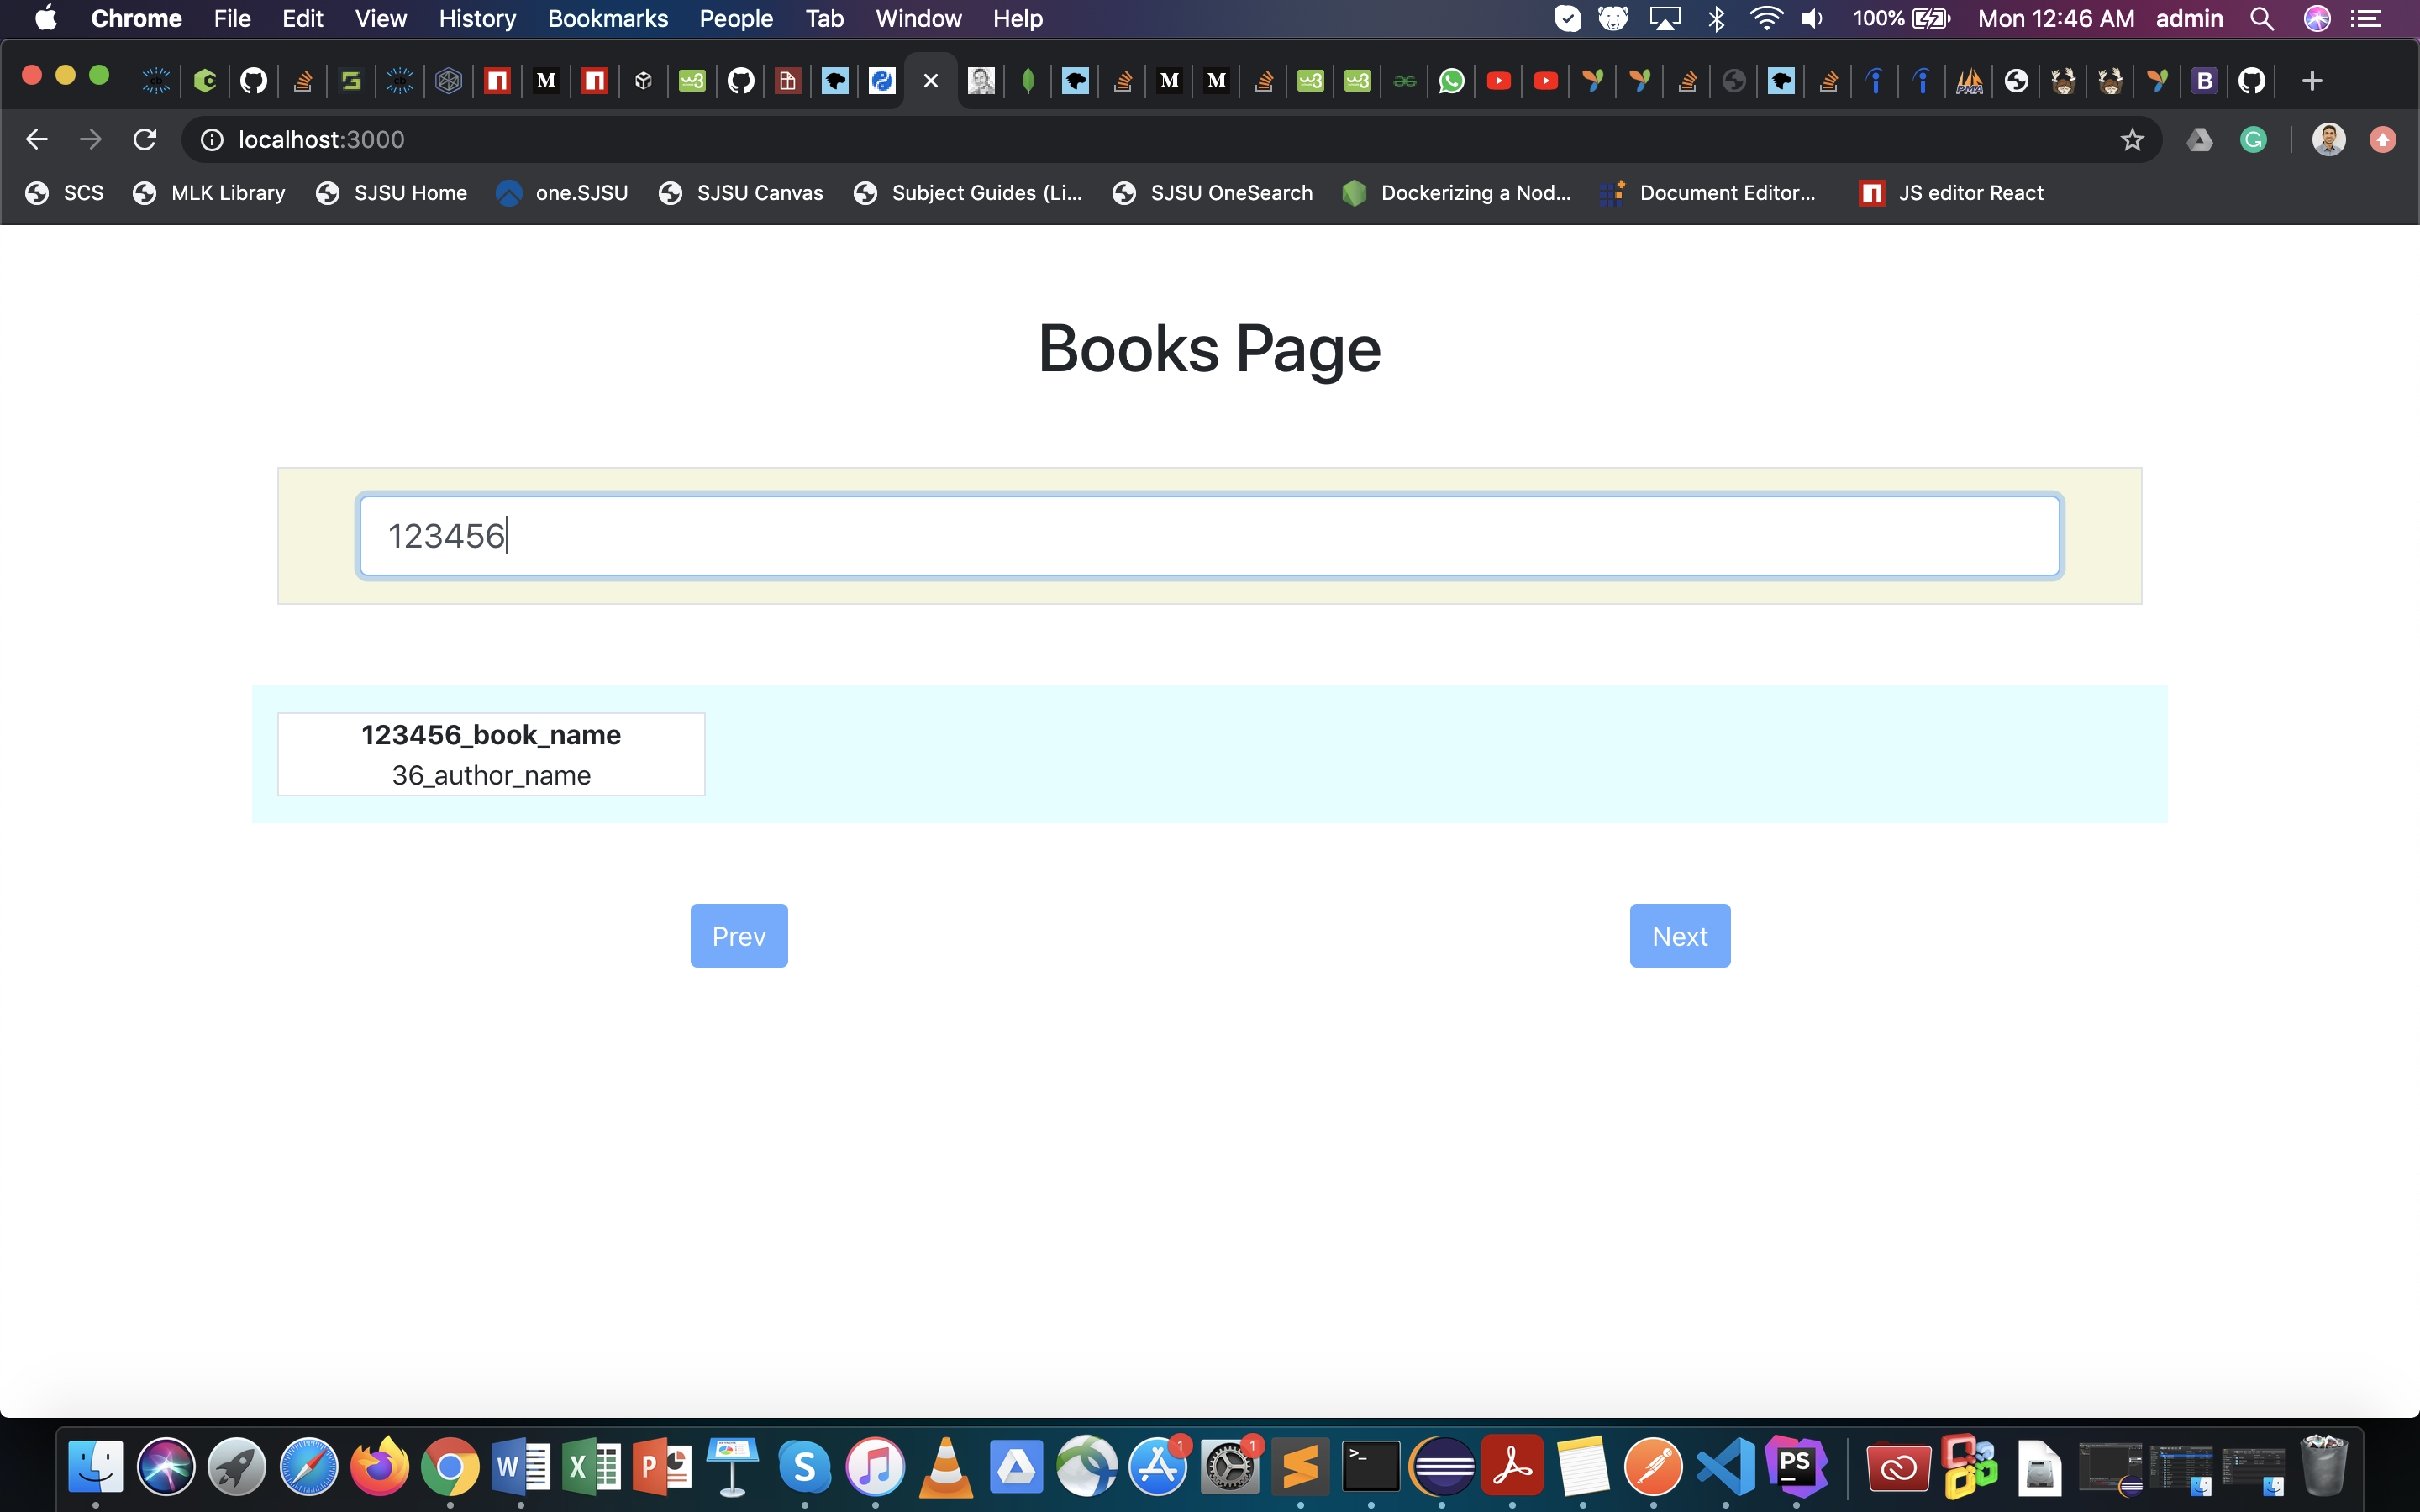 Chrome File Edit View History Bookmarks People Tab Window Help 100% Mon 12:46 AM admin
localhost:3000
SCS MLK Library SJSU Home one.SJSU SJSU Canvas Subject Guides (Li... SJSU OneSearch Dockerizing a Nod... Document Editor... JS editor React
Books Page
123456
123456_book_name
36_author_name
Prev Next